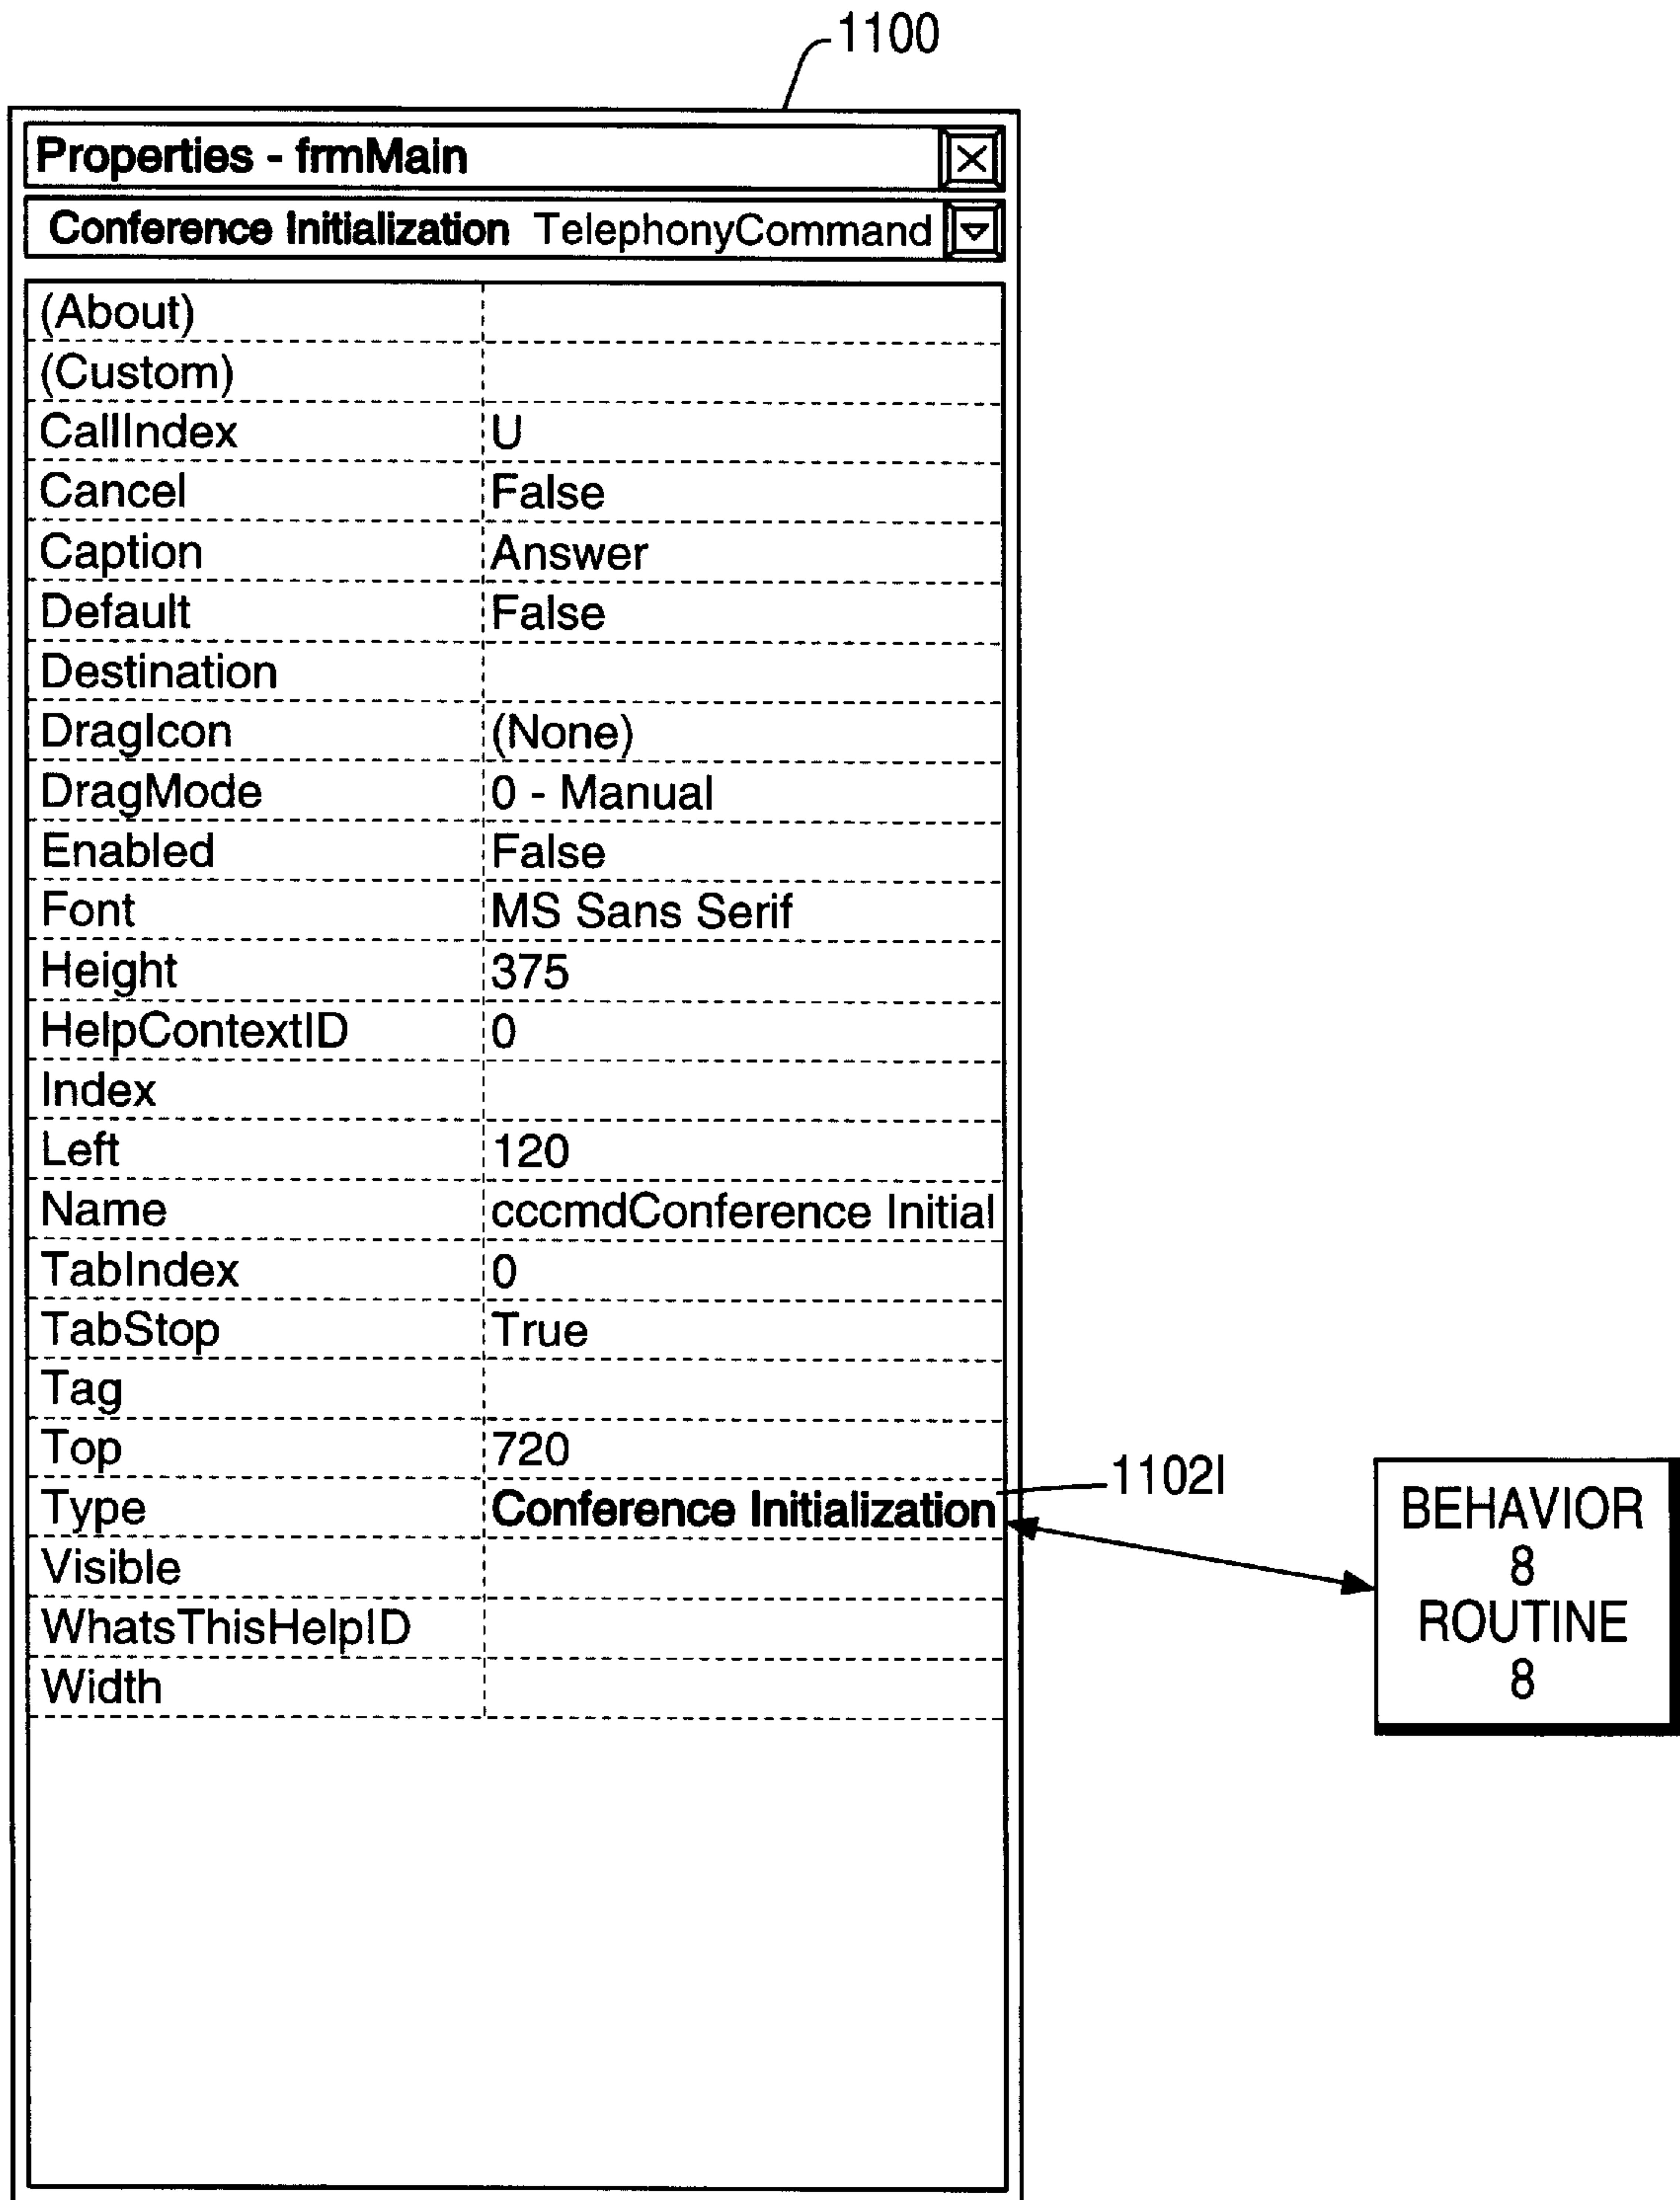 1100
Properties - frmMain
Conference Initialization TelephonyCommand
(About)
(Custom)
CallIndex U
Cancel False
Caption Answer
Default False
Destination
DragIcon (None)
DragMode 0 - Manual
Enabled False
Font MS Sans Serif
Height 375
HelpContextID 0
Index
Left 120
Name cccmdConference Initial
TabIndex 0
TabStop True
Tag
Top 720
Type Conference Initialization
1102I
Visible
WhatsThisHelpID
Width
BEHAVIOR
8
ROUTINE
8